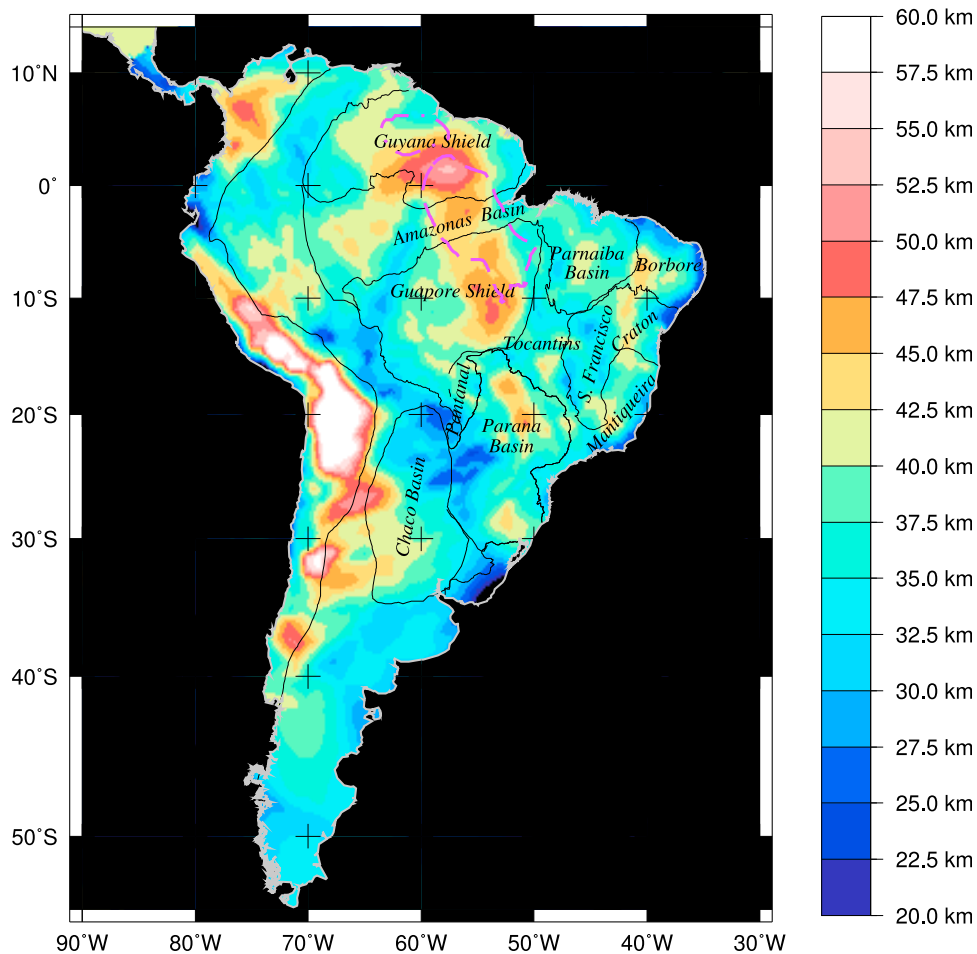 10°N
0°
10°S
20°S
30°S
40°S
50°S
90°W
80°W
70°W
60°W
50°W
40°W
30°W
Guyana Shield
Amazonas Basin
Parnaiba
Basin
Borbore
Guapore Shield
Tocantins
S. Francisco
Craton
Pantanal
Mantiqueira
Parana
Basin
Chaco Basin
60.0 km
57.5 km
55.0 km
52.5 km
50.0 km
47.5 km
45.0 km
42.5 km
40.0 km
37.5 km
35.0 km
32.5 km
30.0 km
27.5 km
25.0 km
22.5 km
20.0 km